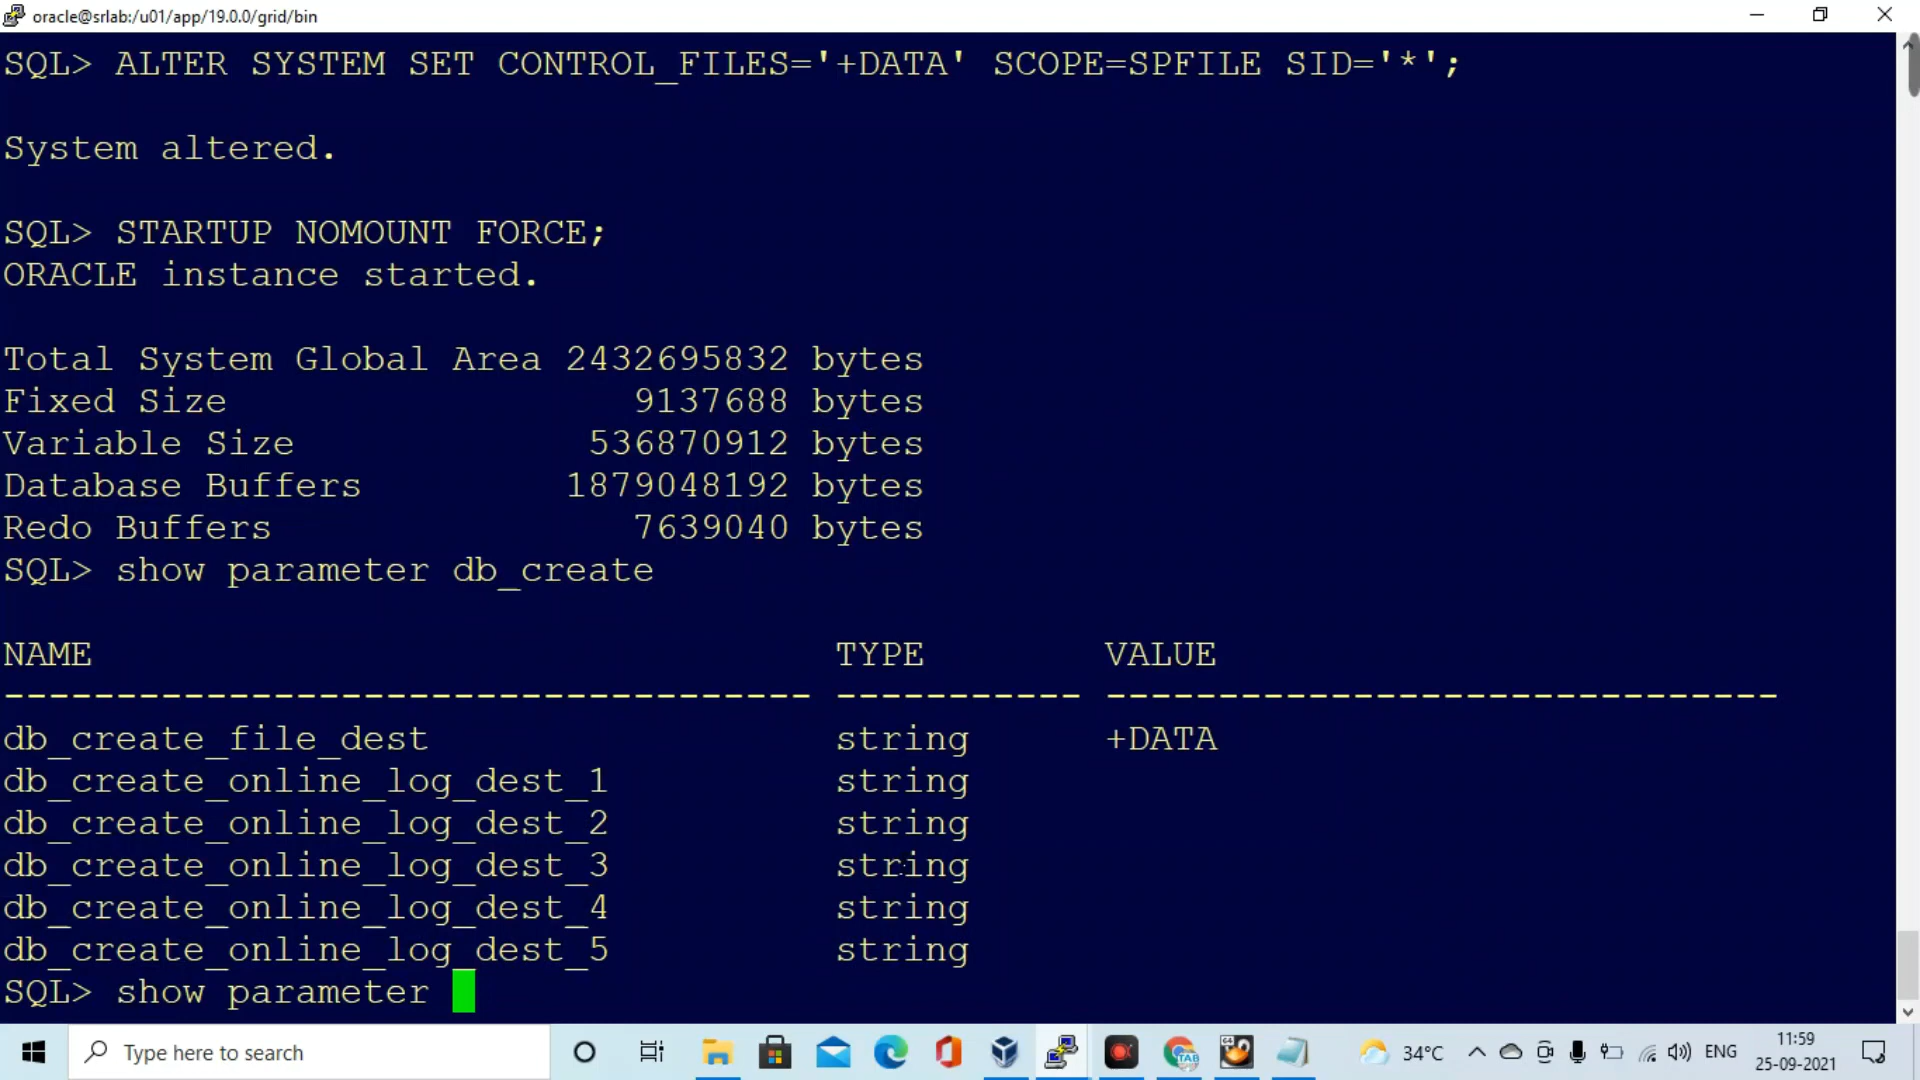 oracle@srlab:/u01/app/19.0.0/grid/bin
SQL> ALTER SYSTEM SET CONTROL_FILES='+DATA' SCOPE=SPFILE SID='*';
System altered.
SQL> STARTUP NOMOUNT FORCE;
ORACLE instance started.
Total System Global Area 2432695832 bytes
Fixed Size 9137688 bytes
Variable Size 536870912 bytes
Database Buffers 1879048192 bytes
Redo Buffers 7639040 bytes
SQL> show parameter db_create
NAME TYPE VALUE
------------------------------------ ----------- ------------------------------
db_create_file_dest string +DATA
db_create_online_log_dest_1 string
db_create_online_log_dest_2 string
db_create_online_log_dest_3 string
db_create_online_log_dest_4 string
db_create_online_log_dest_5 string
SQL> show parameter
Type here to search
34°C
ENG
11:59
25-09-2021